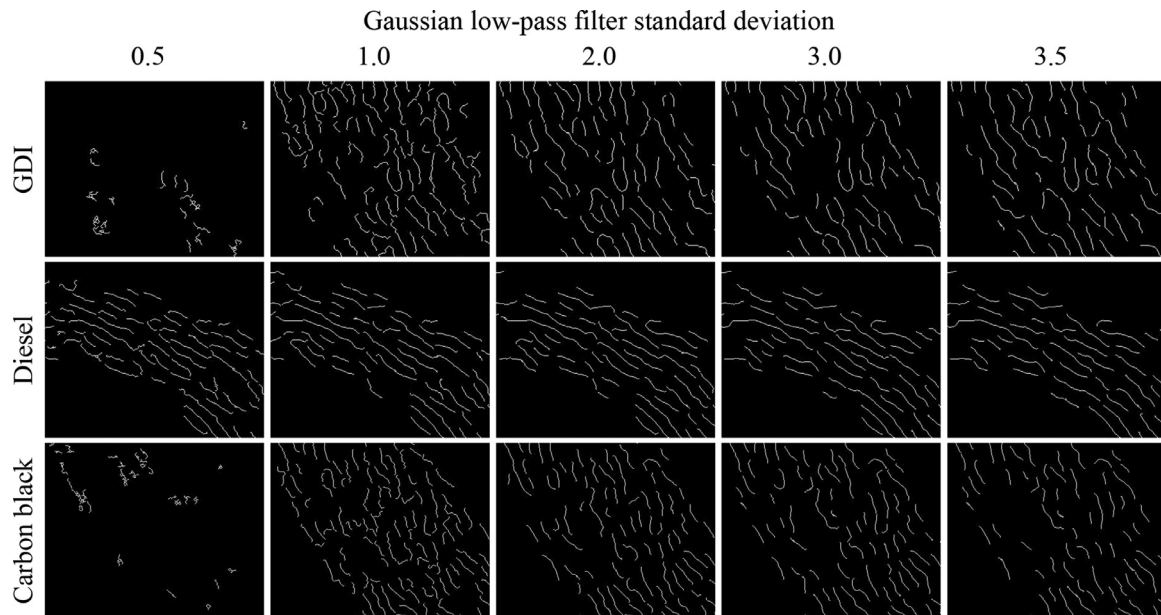 Gaussian low-pass filter standard deviation
0.5 1.0 2.0 3.0 3.5
GDI
Diesel
Carbon black